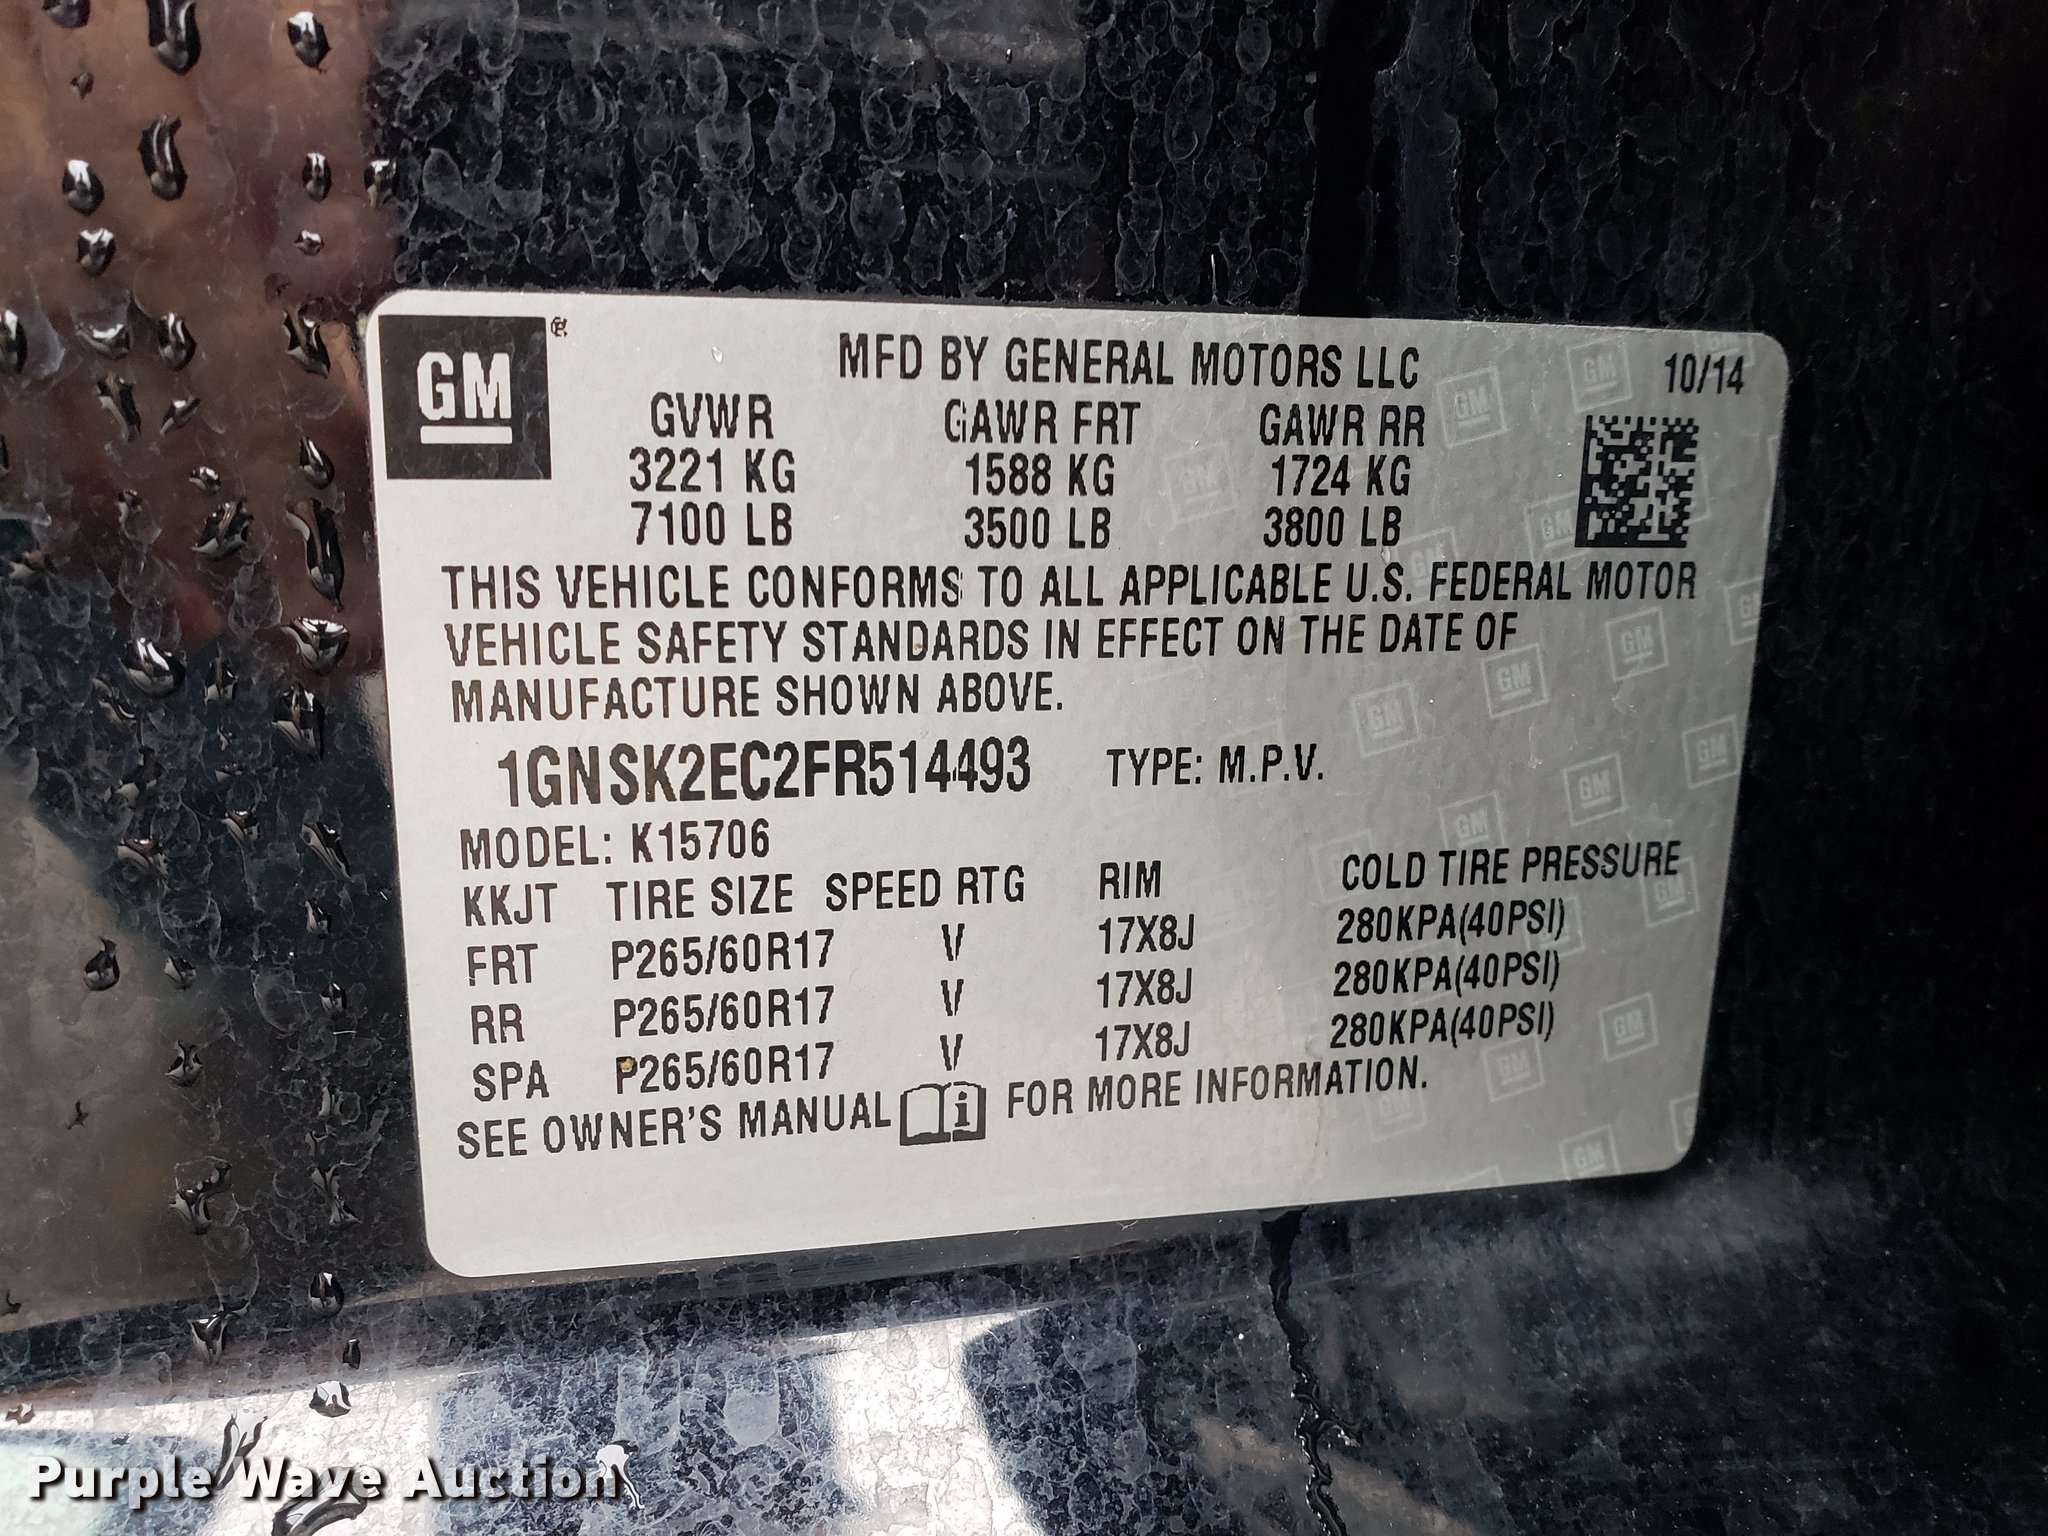 GM
MFD BY GENERAL MOTORS LLC 10/14
GVWR GAWR FRT GAWR RR
3221 KG 1588 KG 1724 KG
7100 LB 3500 LB 3800 LB
THIS VEHICLE CONFORMS TO ALL APPLICABLE U.S. FEDERAL MOTOR
VEHICLE SAFETY STANDARDS IN EFFECT ON THE DATE OF
MANUFACTURE SHOWN ABOVE.
1GNSK2EC2FR514493 TYPE: M.P.V.
MODEL: K15706
KKJT TIRE SIZE SPEED RTG RIM COLD TIRE PRESSURE
FRT P265/60R17 V 17X8J 280KPA(40PSI)
RR P265/60R17 V 17X8J 280KPA(40PSI)
SPA P265/60R17 V 17X8J 280KPA(40PSI)
SEE OWNER'S MANUAL i FOR MORE INFORMATION.
Purple Wave Auction